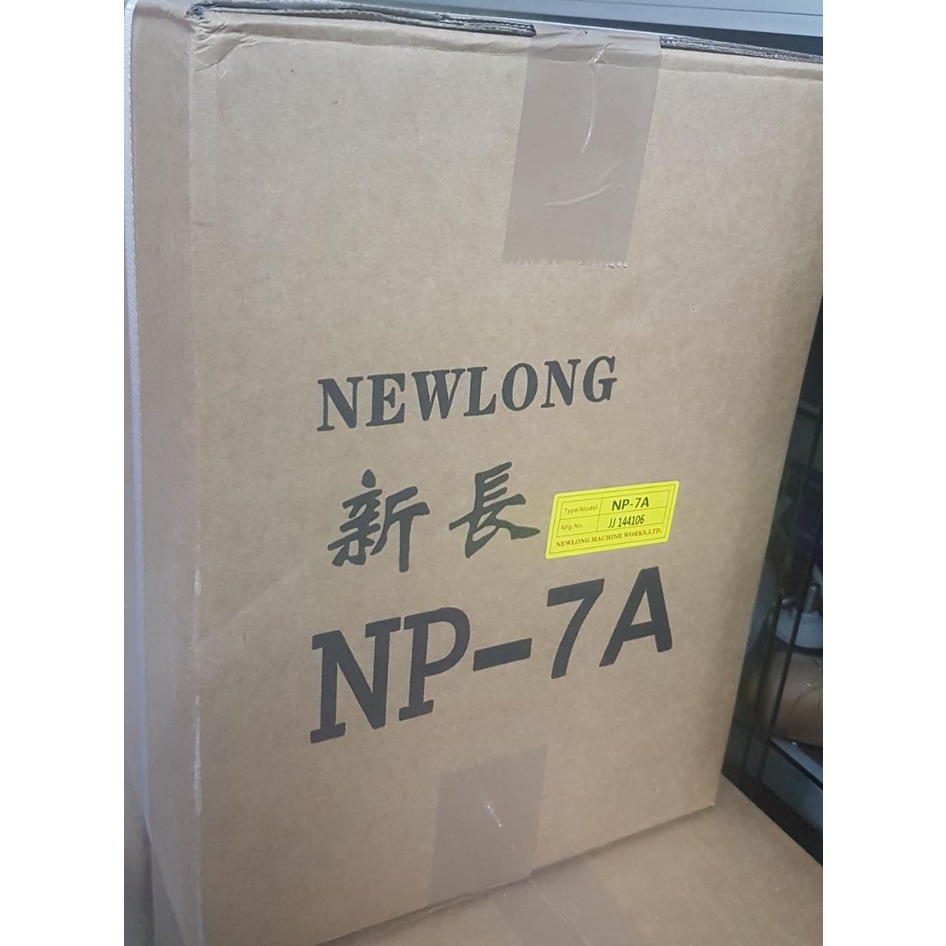 NEWLONG
新長
Type/Model NP-7A
Mfg.No. JJ 144106
NEWLONG MACHINE WORKS,LTD.
NP-7A